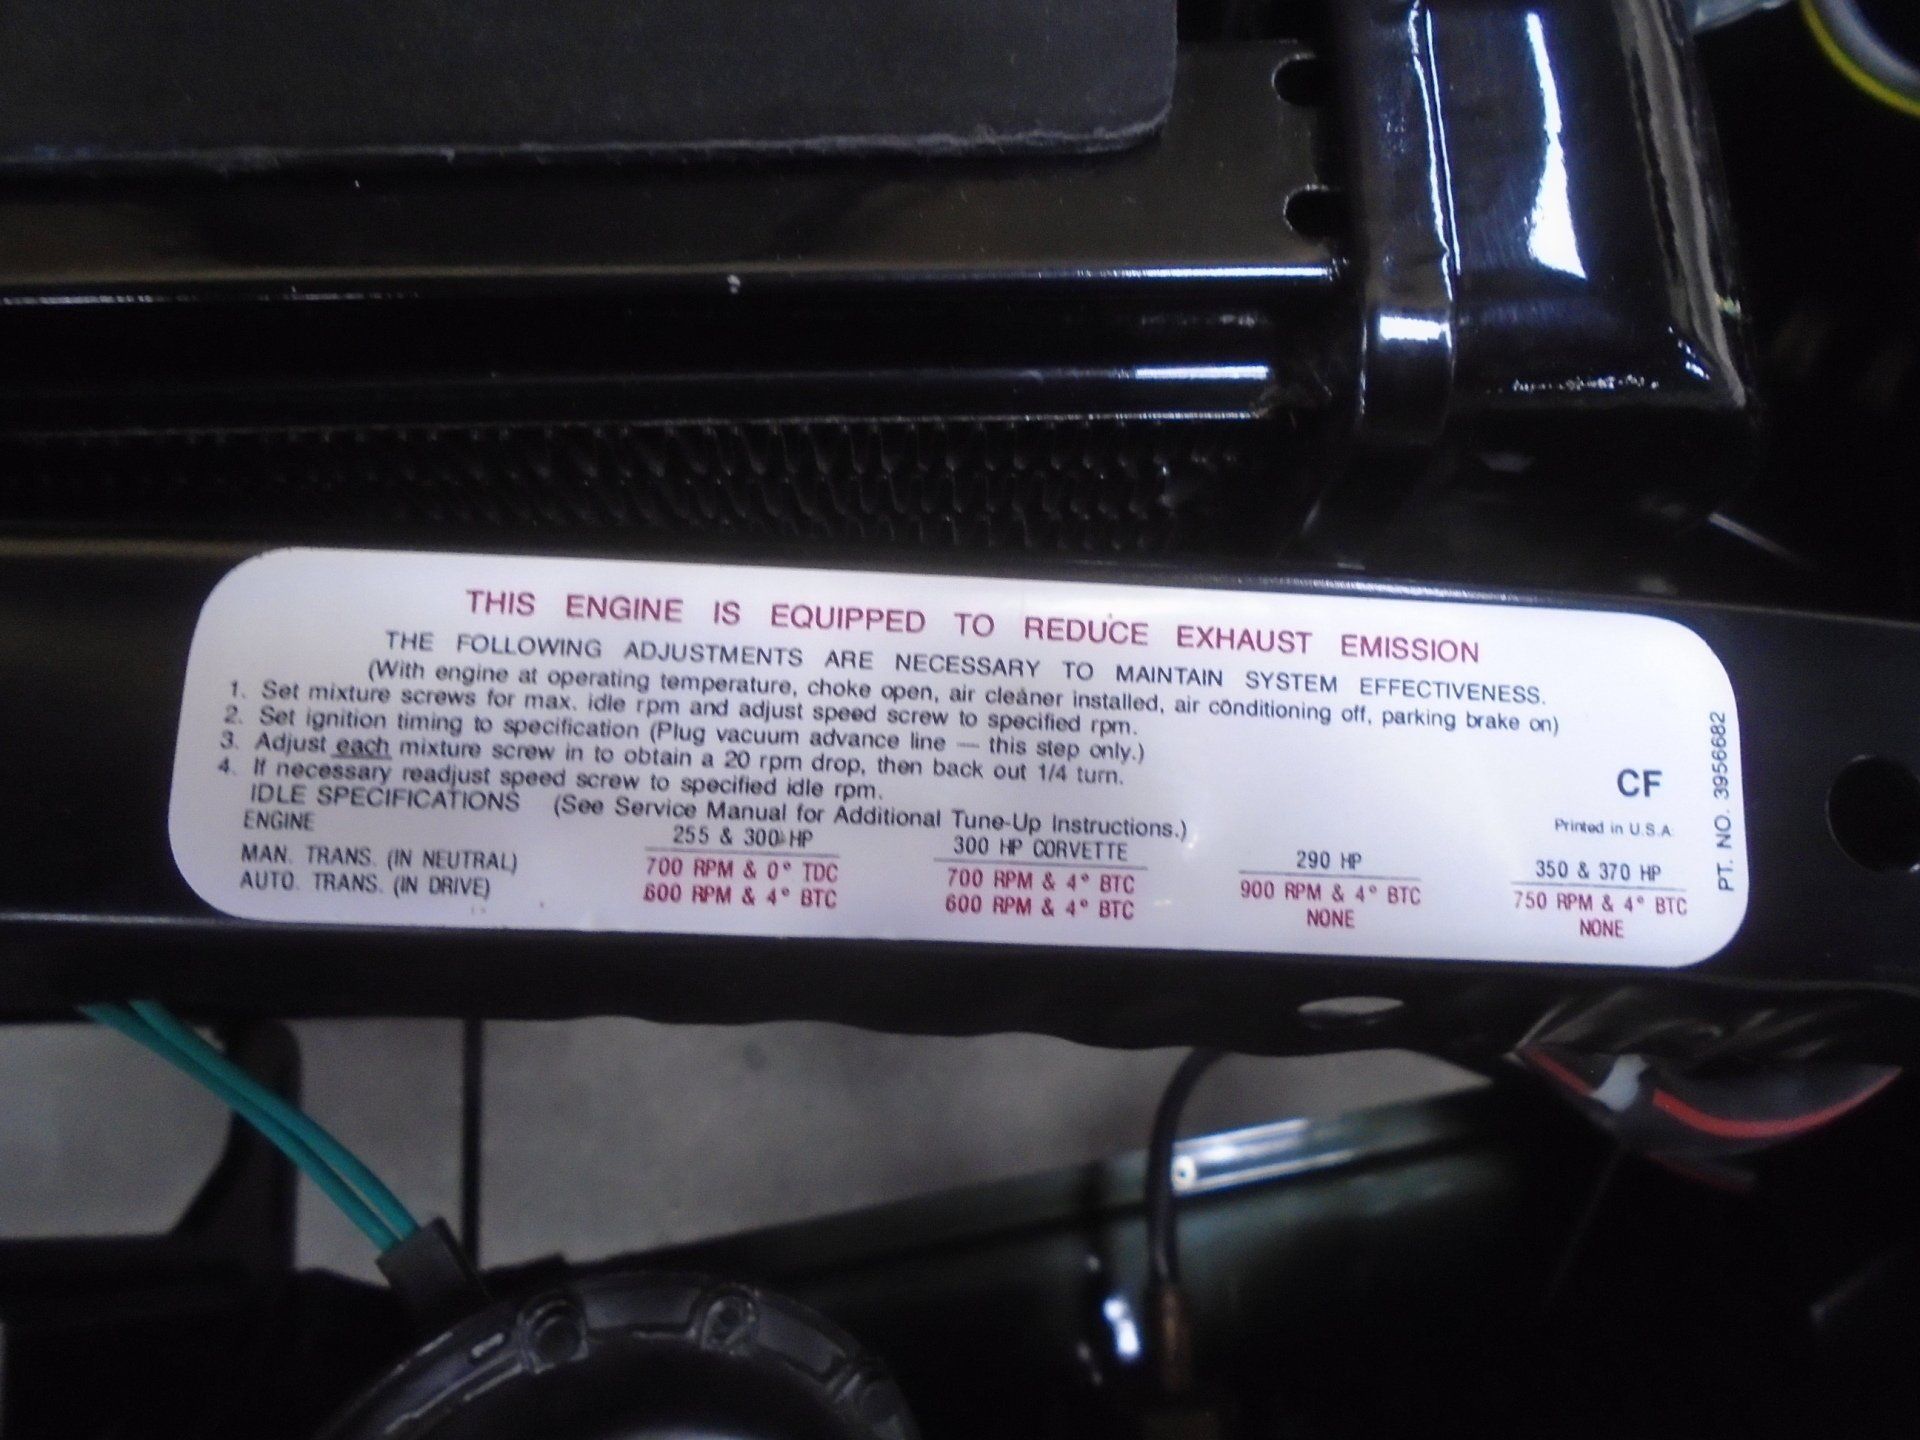 THIS ENGINE IS EQUIPPED TO REDUCE EXHAUST EMISSION
THE FOLLOWING ADJUSTMENTS ARE NECESSARY TO MAINTAIN SYSTEM EFFECTIVENESS.
(With engine at operating temperature, choke open, air cleaner installed, air conditioning off, parking brake on)
1. Set mixture screws for max. idle rpm and adjust speed screw to specified rpm.
2. Set ignition timing to specification (Plug vacuum advance line — this step only.)
3. Adjust each mixture screw in to obtain a 20 rpm drop, then back out 1/4 turn.
4. If necessary readjust speed screw to specified idle rpm.
IDLE SPECIFICATIONS (See Service Manual for Additional Tune-Up Instructions.)
ENGINE 255 & 300 HP 300 HP CORVETTE 290 HP 350 & 370 HP
MAN. TRANS. (IN NEUTRAL) 700 RPM & 0° TDC 700 RPM & 4° BTC 900 RPM & 4° BTC 750 RPM & 4° BTC
AUTO. TRANS. (IN DRIVE) 600 RPM & 4° BTC 600 RPM & 4° BTC NONE NONE
CF
Printed in U.S.A.
PT. NO. 3956682